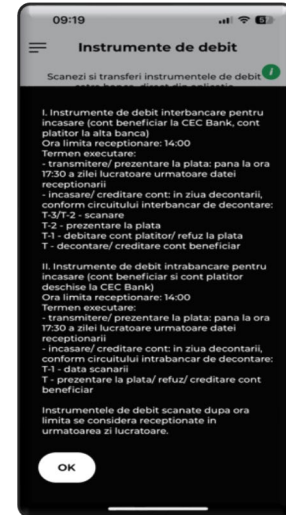 09:19
5
Instrumente de debit
Scanezi si transferi instrumentele de debit
i
I. Instrumente de debit interbancare pentru
incasare (cont beneficiar la CEC Bank, cont
platitor la alta banca)
Ora limita receptionare: 14:00
Termen executare:
- transmitere/ prezentare la plata: pana la ora
17:30 a zilei lucratoare urmatoare datei
receptionarii
- incasare/ creditare cont: in ziua decontarii,
conform circuitului interbancar de decontare:
T-3/T-2 - scanare
T-2 - prezentare la plata
T-1 - debitare cont platitor/ refuz la plata
T - decontare/ creditare cont beneficiar
II. Instrumente de debit intrabancare pentru
incasare (cont beneficiar si cont platitor
deschise la CEC Bank)
Ora limita receptionare: 14:00
Termen executare:
- transmitere/ prezentare la plata: pana la ora
17:30 a zilei lucratoare urmatoare datei
receptionarii
- incasare/ creditare cont: in ziua decontarii,
conform circuitului intrabancar de decontare:
T-1 - data scanarii
T - prezentare la plata/ refuz/ creditare cont
beneficiar
Instrumentele de debit scanate dupa ora
limita se considera receptionate in
urmatoarea zi lucratoare.
OK